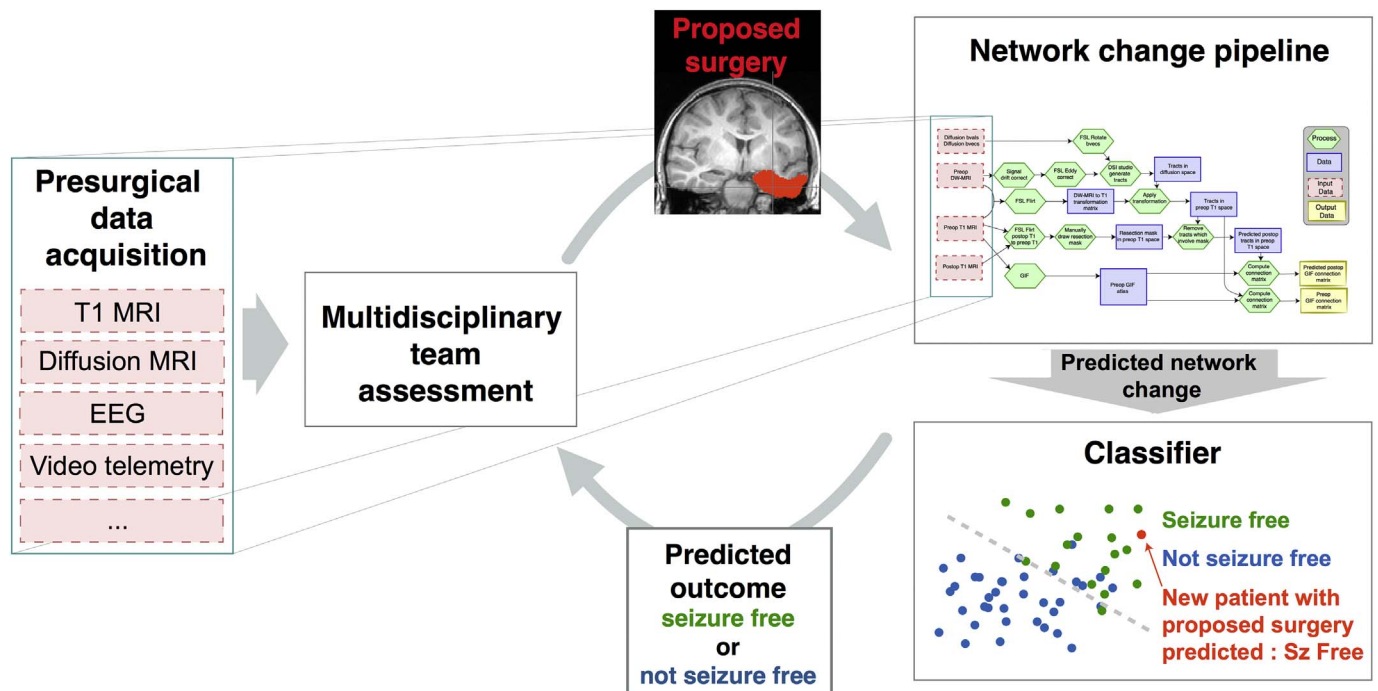 Presurgical
data
acquisition
T1 MRI
Diffusion MRI
EEG
Video telemetry
...
Multidisciplinary
team
assessment
Proposed
surgery
Network change pipeline
Diffusion bvals
Diffusion bvecs
FSL Rotate
bvecs
Preop
DW-MRI
Signal
drift correct
FSL Eddy
correct
DSI studio
generate
tracts
Tracts in
diffusion space
FSL Flirt
DW-MRI to T1
transformation
matrix
Apply
transformation
Tracts in
preop T1 space
Preop T1 MRI
FSL Flirt
postop T1
to preop T1
Manually
draw resection
mask
Resection mask in
preop T1 space
Remove
tracts which
involve mask
Predicted postop
tracts in preop
T1 space
Postop T1 MRI
GIF
Preop GIF
atlas
Compute
connection
matrix
Predicted postop
GIF connection
matrix
Compute
connection
matrix
Preop
GIF connection
matrix
Process
Data
Input
Data
Output
Data
Predicted network
change
Classifier
Seizure free
Not seizure free
New patient with
proposed surgery
predicted : Sz Free
Predicted
outcome
seizure free
or
not seizure free